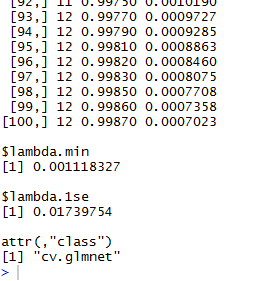 [92,] 11 0.99750 0.0010190
[93,] 12 0.99770 0.0009727
[94,] 12 0.99790 0.0009285
[95,] 12 0.99810 0.0008863
[96,] 12 0.99820 0.0008460
[97,] 12 0.99830 0.0008075
[98,] 12 0.99850 0.0007708
[99,] 12 0.99860 0.0007358
[100,] 12 0.99870 0.0007023
$lambda.min
[1] 0.001118327
$lambda.1se
[1] 0.01739754
attr(,"class")
[1] "cv.glmnet"
>